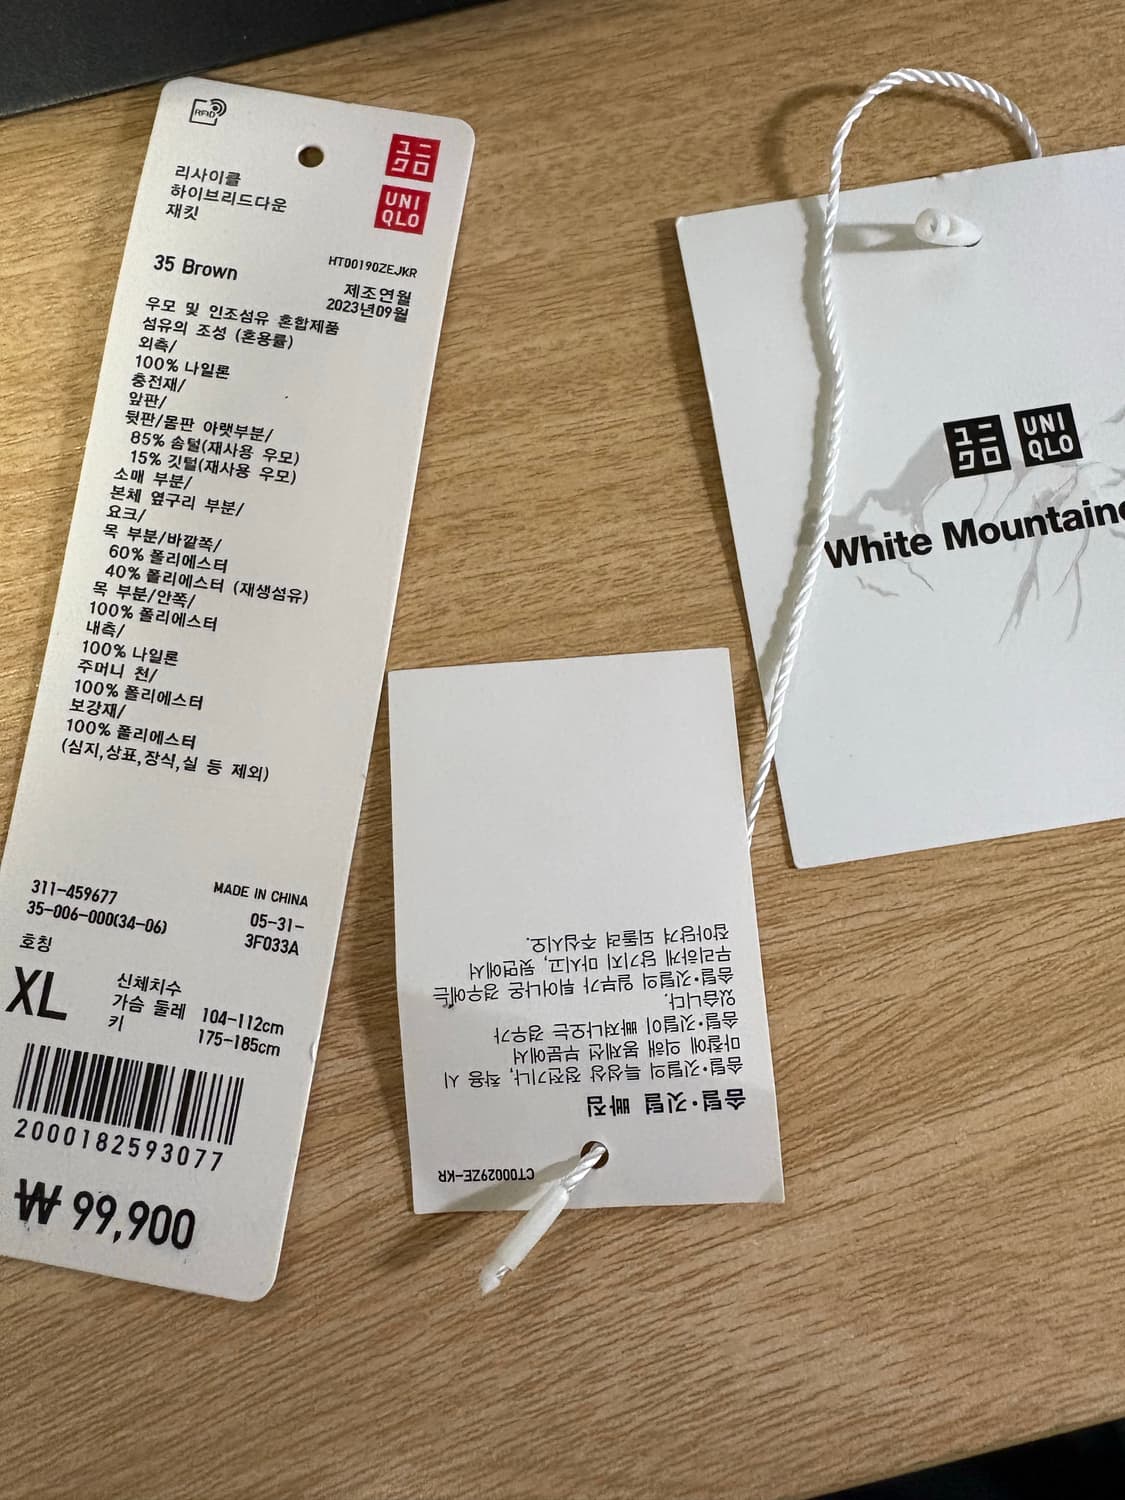 RFID
리사이클
하이브리드다운
재킷
ユニ
クロ
UNI
QLO
35 Brown
HT00190ZEJKR
제조연월
2023년09월
우모 및 인조섬유 혼합제품
섬유의 조성 (혼용률)
외측/
100% 나일론
충전재/
앞판/
뒷판/몸판 아랫부분/
85% 솜털(재사용 우모)
15% 깃털(재사용 우모)
소매 부분/
본체 옆구리 부분/
요크/
목 부분/바깥쪽/
60% 폴리에스터
40% 폴리에스터 (재생섬유)
목 부분/안쪽/
100% 폴리에스터
내측/
100% 나일론
주머니 천/
100% 폴리에스터
보강재/
100% 폴리에스터
(심지,상표,장식,실 등 제외)
311-459677
35-006-000(34-06)
MADE IN CHINA
05-31-
3F033A
호칭
XL
신체치수
가슴 둘레 104-112cm
키 175-185cm
2000182593077
₩ 99,900
CT00029ZE-KR
솜털·깃털 빠짐
솜털·깃털의 특성상 정전기나, 착용 시
마찰에 의해 봉제선 부분에서
솜털·깃털이 빠져나오는 경우가
있습니다.
솜털·깃털의 일부가 튀어나온 경우에는
무리하게 당기지 마시고, 뒷면에서
잡아당겨 되돌려 주십시오.
ユニ
クロ
UNI
QLO
White Mountaine